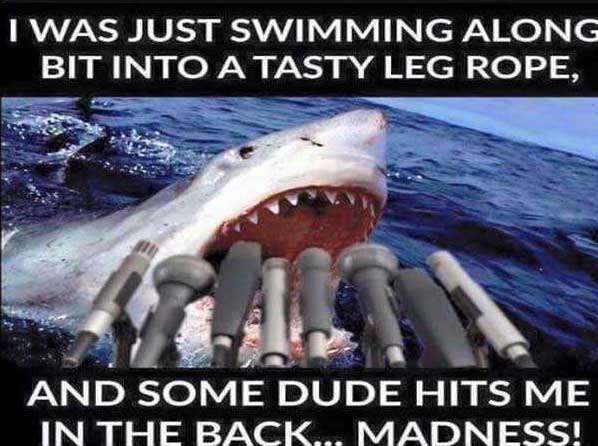 I WAS JUST SWIMMING ALONG
BIT INTO A TASTY LEG ROPE,
AND SOME DUDE HITS ME
IN THE BACK... MADNESS!